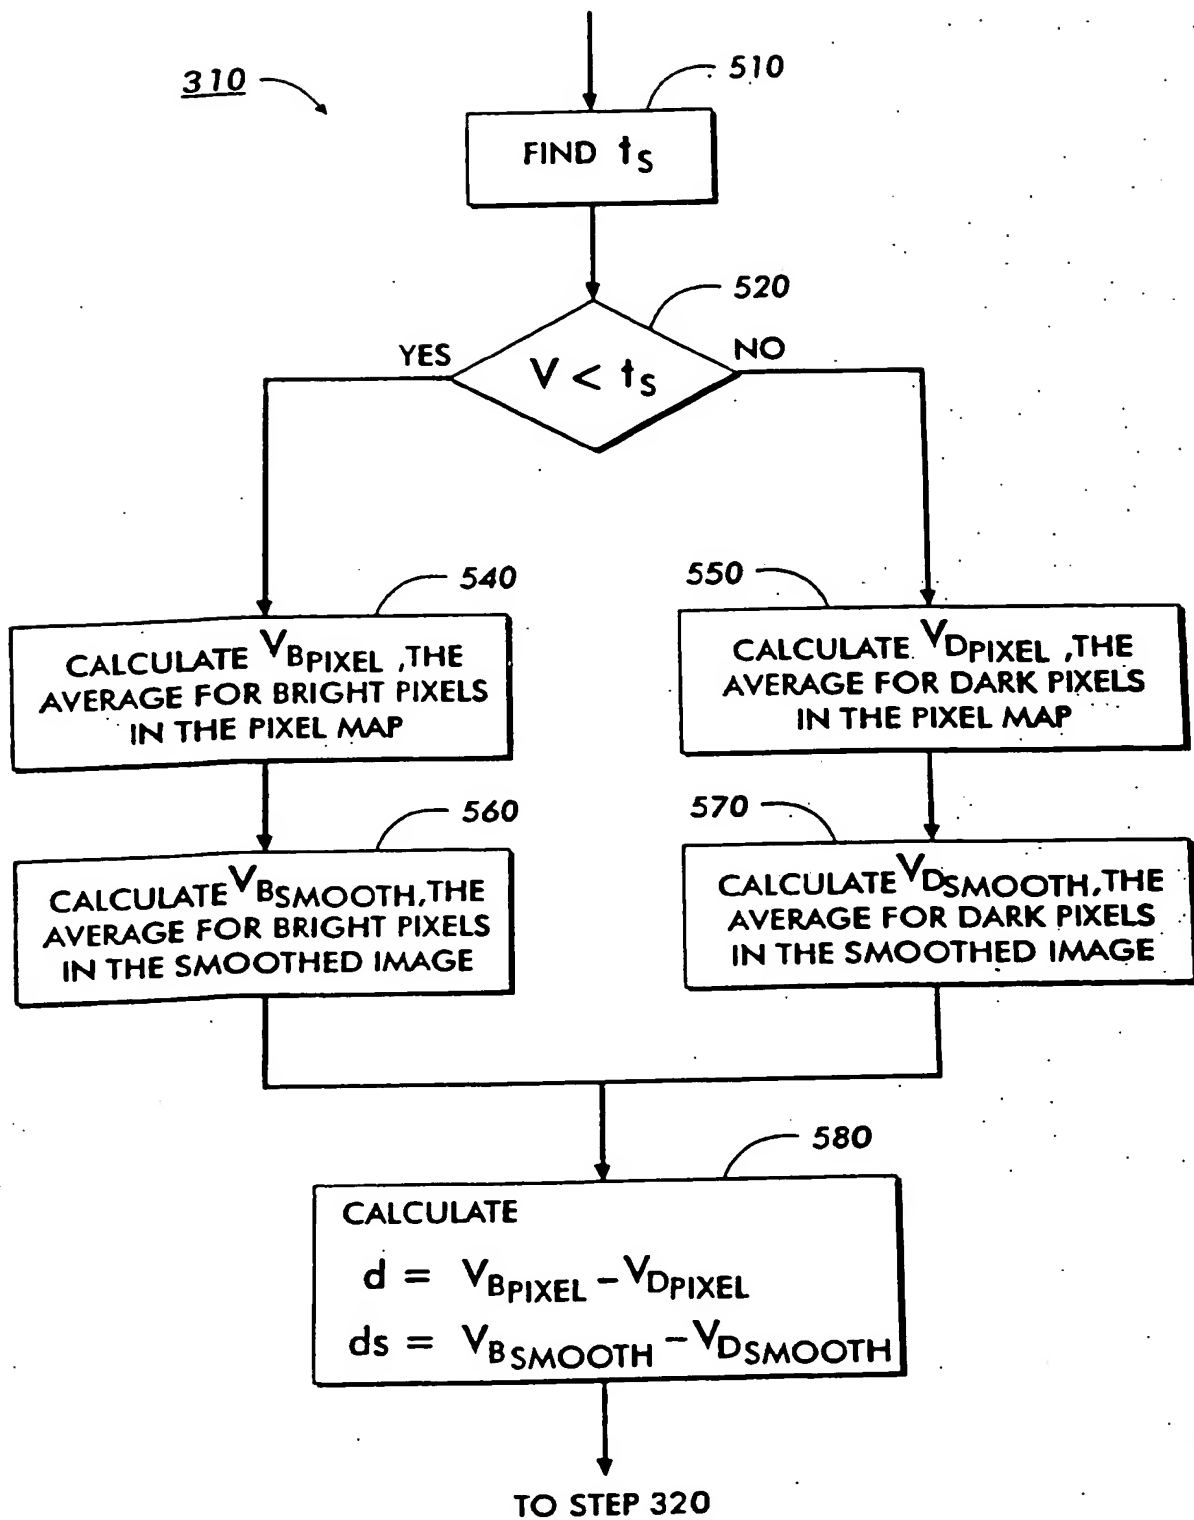 310
510
FIND tS
520
YES
V < tS
NO
540
CALCULATE VBPIXEL ,THE
AVERAGE FOR BRIGHT PIXELS
IN THE PIXEL MAP
550
CALCULATE. VDPIXEL ,THE
AVERAGE FOR DARK PIXELS
IN THE PIXEL MAP
560
CALCULATE VBSMOOTH, THE
AVERAGE FOR BRIGHT PIXELS
IN THE SMOOTHED IMAGE
570
CALCULATE VDSMOOTH, THE
AVERAGE FOR DARK PIXELS
IN THE SMOOTHED IMAGE
580
CALCULATE
d = VBPIXEL – VDPIXEL
ds = VBSMOOTH – VDSMOOTH
TO STEP 320